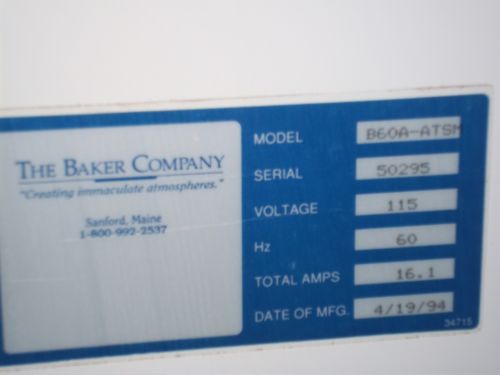 THE BAKER COMPANY
"Creating immaculate atmospheres."
Sanford, Maine
1-800-992-2537
MODEL B60A-ATSM
SERIAL 50295
VOLTAGE 115
Hz 60
TOTAL AMPS 16.1
DATE OF MFG. 4/19/94
34715